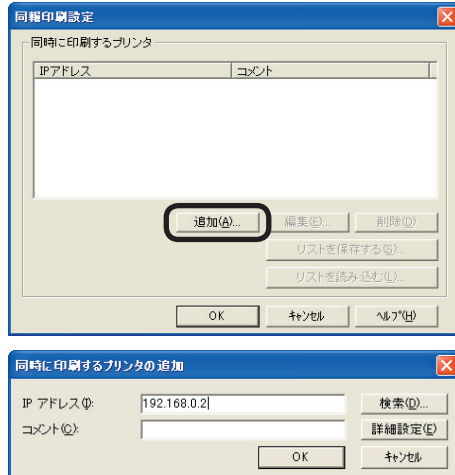 同報印刷設定
同時に印刷するプリンタ
IPアドレス コメント
追加(A)... 編集(E)... 削除(D)
リストを保存する(S)...
リストを読み込む(L)...
OK キャンセル ヘルプ(H)
同時に印刷するプリンタの追加
IP アドレス(I): 192.168.0.2 検索(D)...
コメント(C): 詳細設定(E)
OK キャンセル